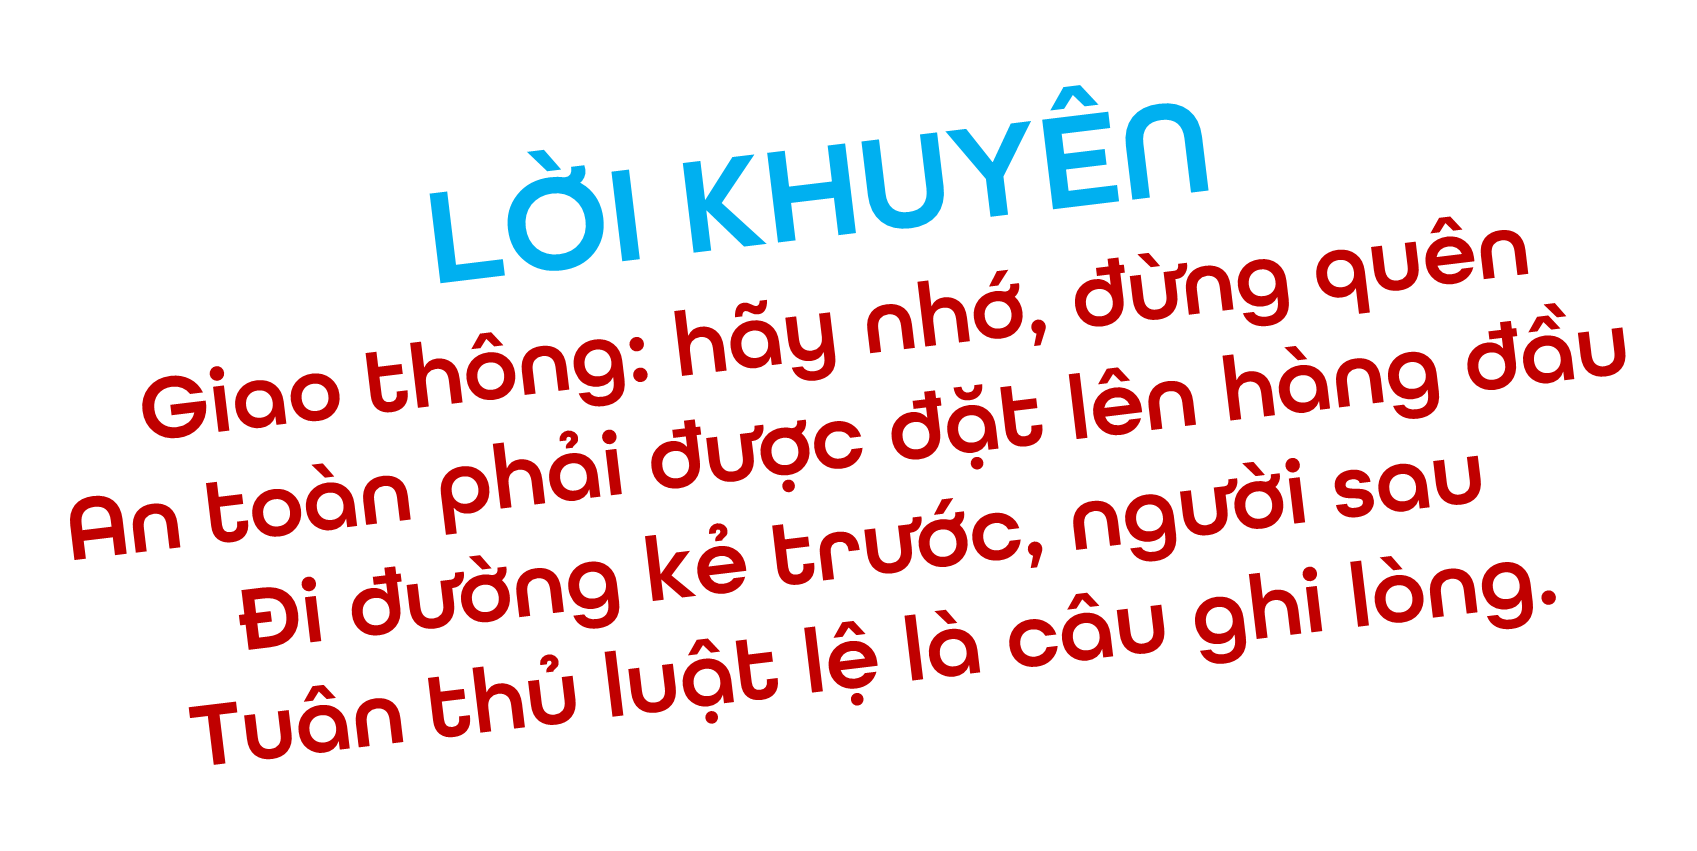 LỜI KHUYÊN
Giao thông: hãy nhớ, đừng quên
An toàn phải được đặt lên hàng đầu
Đi đường kẻ trước, người sau
Tuân thủ luật lệ là câu ghi lòng.